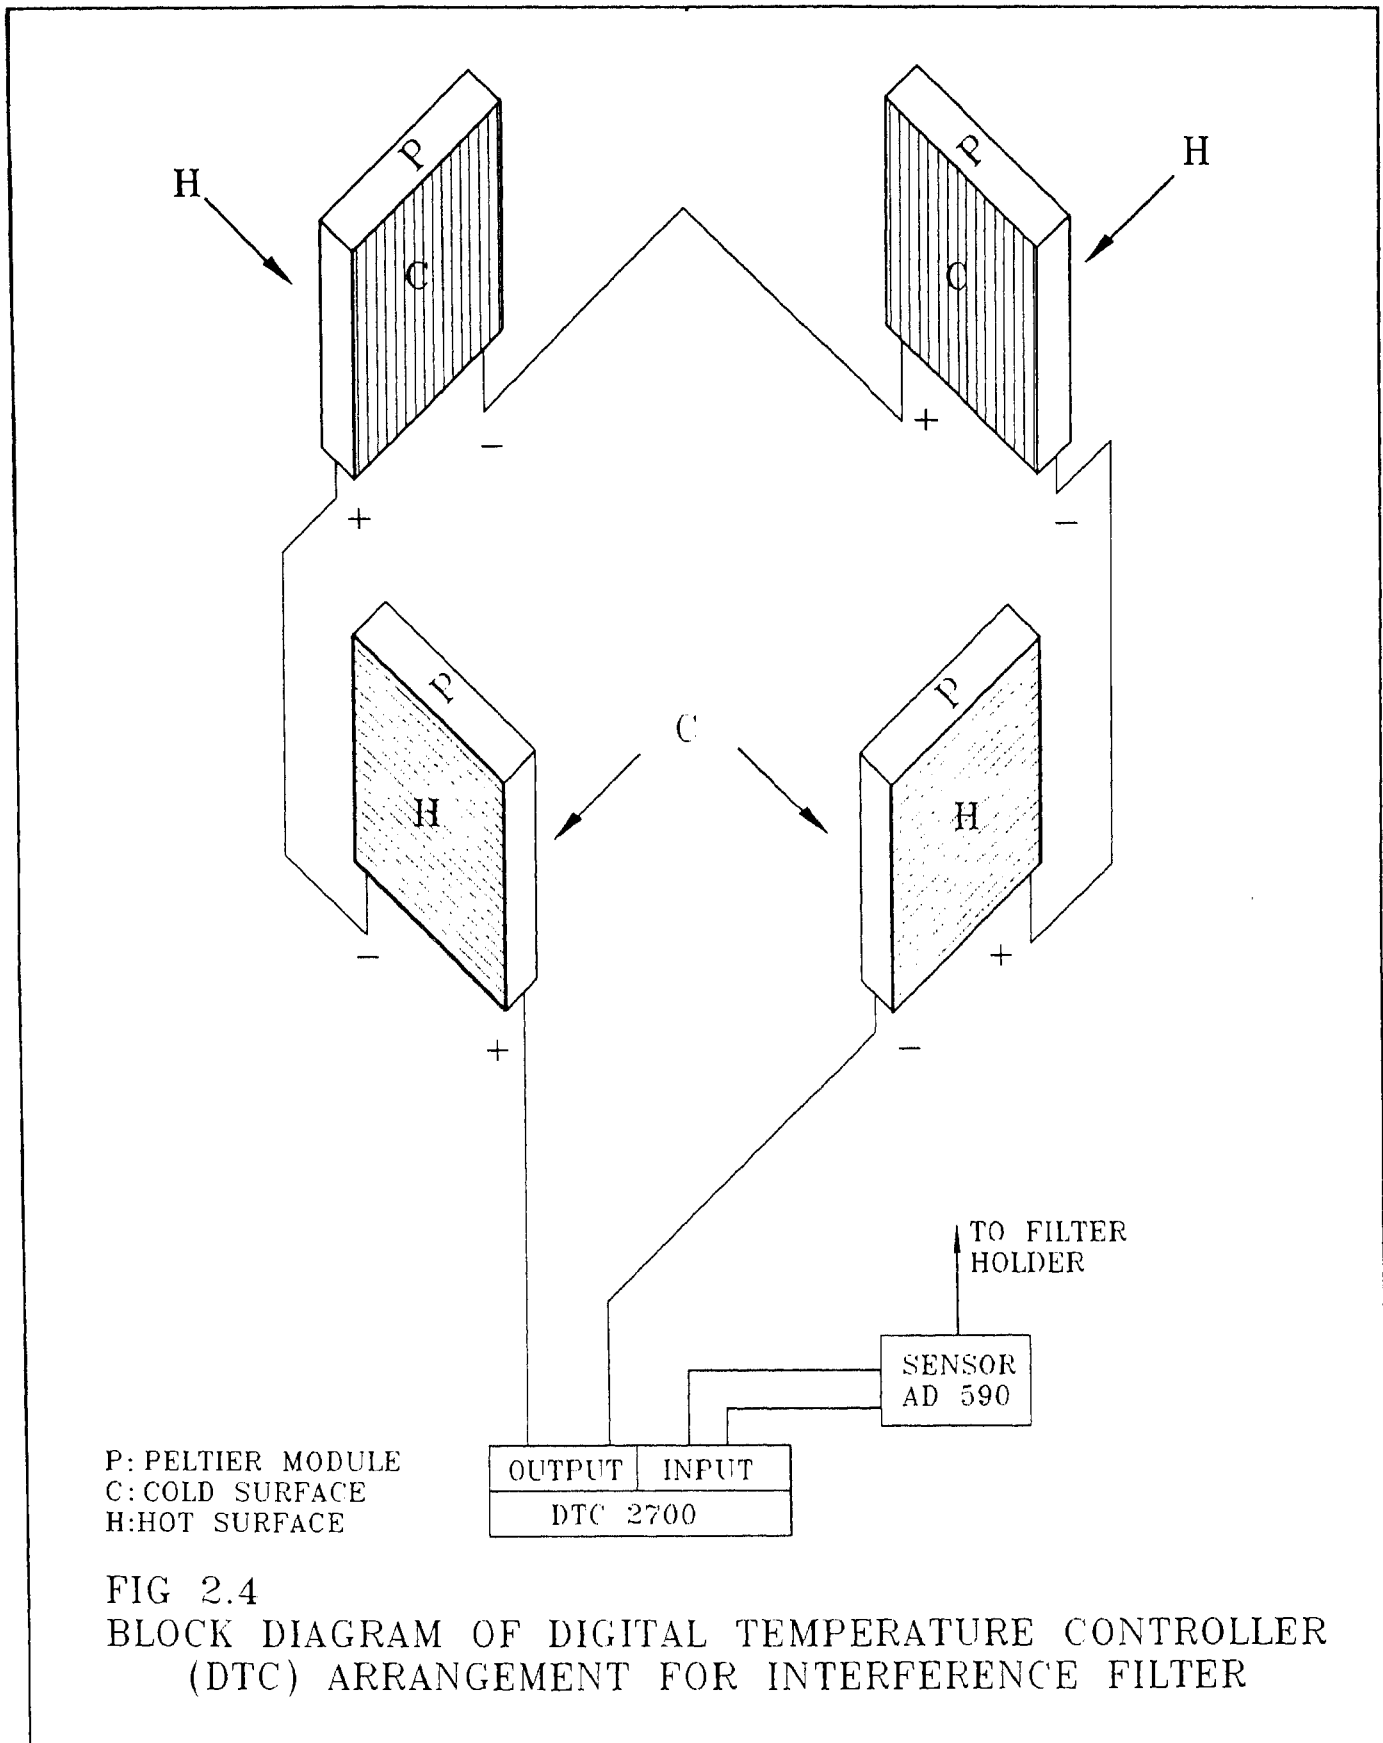 P
P
H
H
C
C
+
-
+
-
P
P
C
H
H
-
+
+
-
TO FILTER
HOLDER
SENSOR
AD 590
OUTPUT
INPUT
DTC 2700
P: PELTIER MODULE
C: COLD SURFACE
H:HOT SURFACE
FIG 2.4
BLOCK DIAGRAM OF DIGITAL TEMPERATURE CONTROLLER
(DTC) ARRANGEMENT FOR INTERFERENCE FILTER